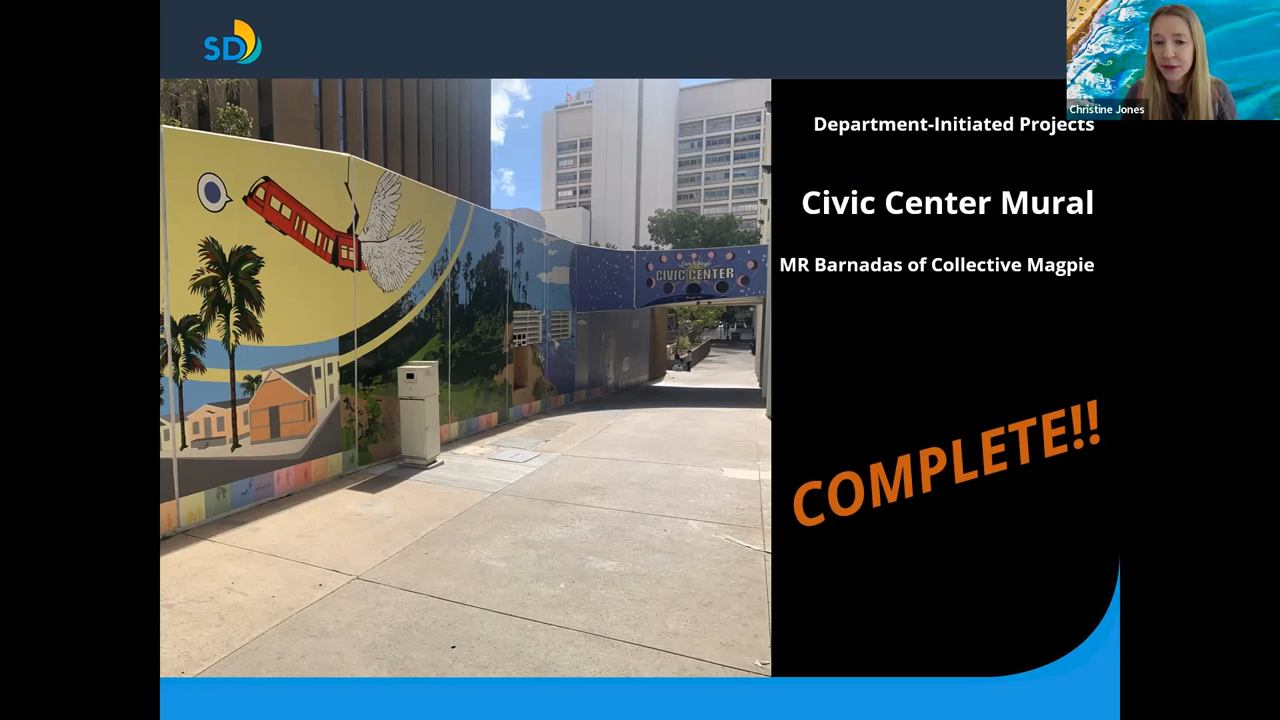 SD
Christine Jones
Department-Initiated Projects
Civic Center Mural
MR Barnadas of Collective Magpie
CIVIC CENTER
COMPLETE!!